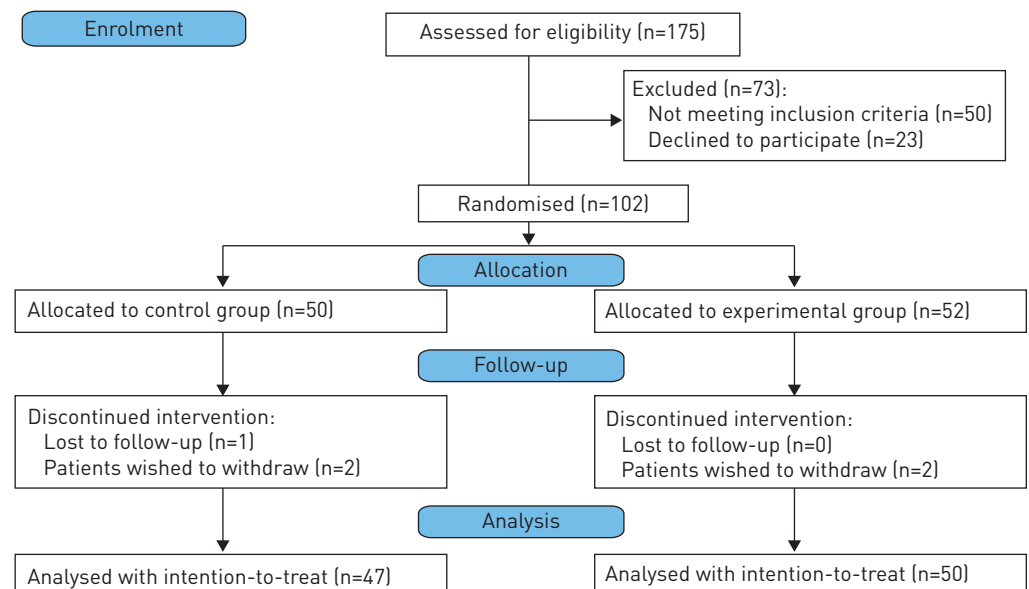 Enrolment
Assessed for eligibility (n=175)
Excluded (n=73):
Not meeting inclusion criteria (n=50)
Declined to participate (n=23)
Randomised (n=102)
Allocation
Allocated to control group (n=50)
Allocated to experimental group (n=52)
Follow-up
Discontinued intervention:
Lost to follow-up (n=1)
Patients wished to withdraw (n=2)
Discontinued intervention:
Lost to follow-up (n=0)
Patients wished to withdraw (n=2)
Analysis
Analysed with intention-to-treat (n=47)
Analysed with intention-to-treat (n=50)